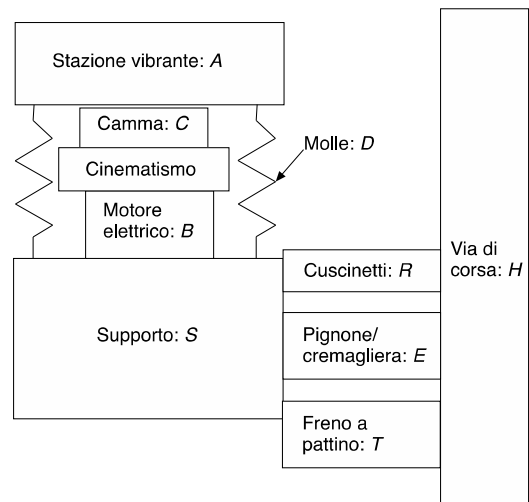 Stazione vibrante: A
Camma: C
Cinematismo
Motore
elettrico: B
Molle: D
Supporto: S
Cuscinetti: R
Pignone/
cremagliera: E
Freno a
pattino: T
Via di
corsa: H